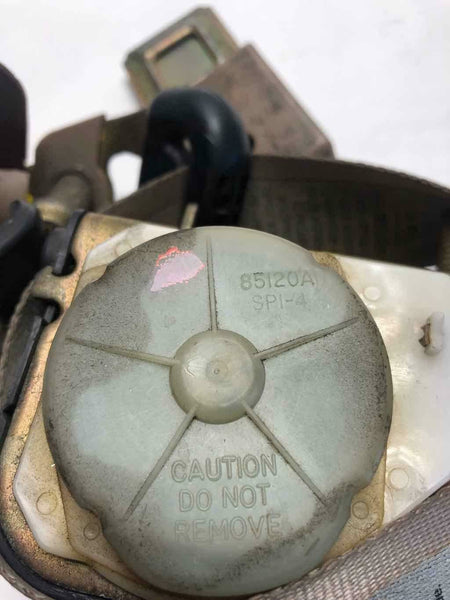 85120A
SPI-4
CAUTION
DO NOT
REMOVE